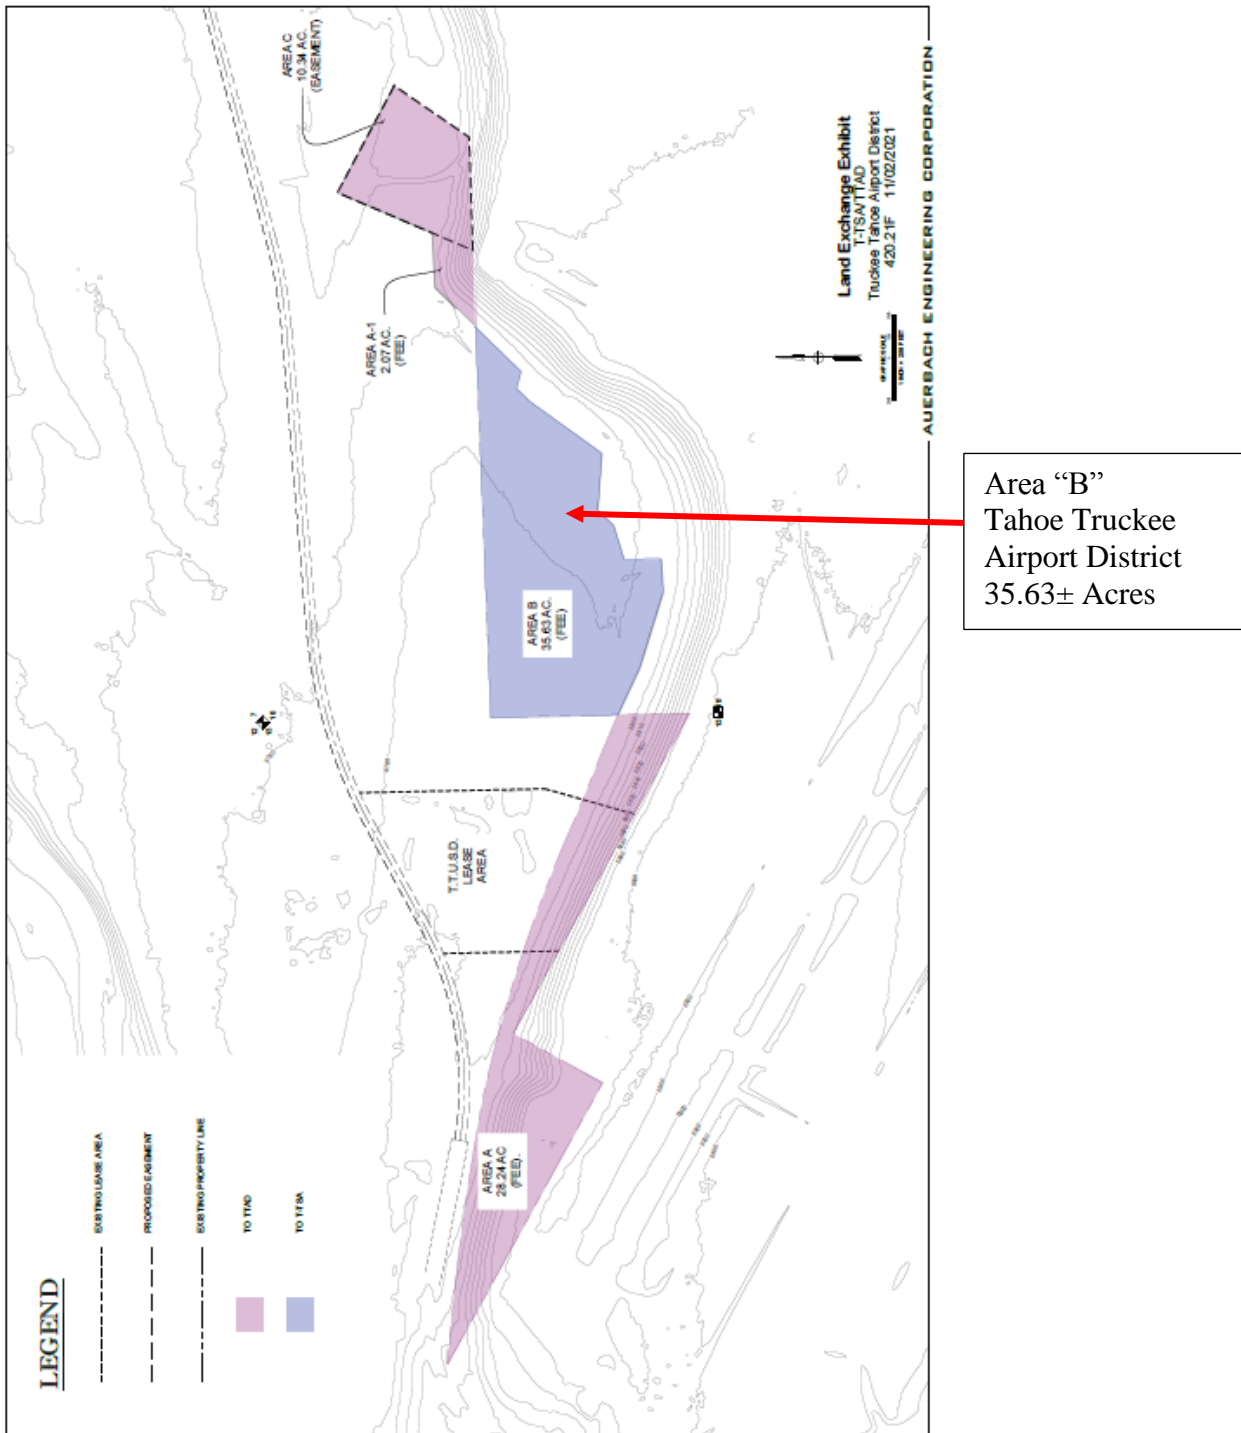 AREA C
10.34 AC.
(EASEMENT)
AREA A-1
2.07 AC.
(FEE)
AREA B
35.63 AC.
(FEE)
T.T.U.S.D.
LEASE
AREA
AREA A
28.24 AC
(FEE).
Land Exchange Exhibit
T-TSA/TTAD
Truckee Tahoe Airport District
420.21F 11/02/2021
GRAPHIC SCALE
AUERBACH ENGINEERING CORPORATION
Area “B”
Tahoe Truckee
Airport District
35.63± Acres
LEGEND
EXISTING LEASE AREA
PROPOSED EASEMENT
EXISTING PROPERTY LINE
TO TTAD
TO T-TSA